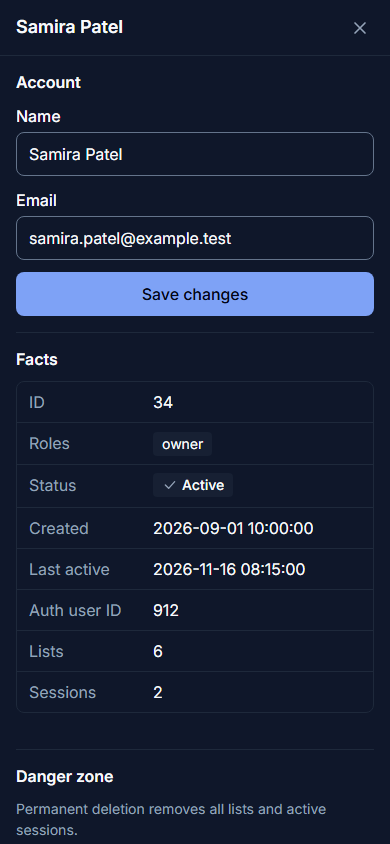 Samira Patel
Account
Name
Samira Patel
Email
samira.patel@example.test
Save changes
Facts
ID 34
Roles owner
Status Active
Created 2026-09-01 10:00:00
Last active 2026-11-16 08:15:00
Auth user ID 912
Lists 6
Sessions 2
Danger zone
Permanent deletion removes all lists and active
sessions.